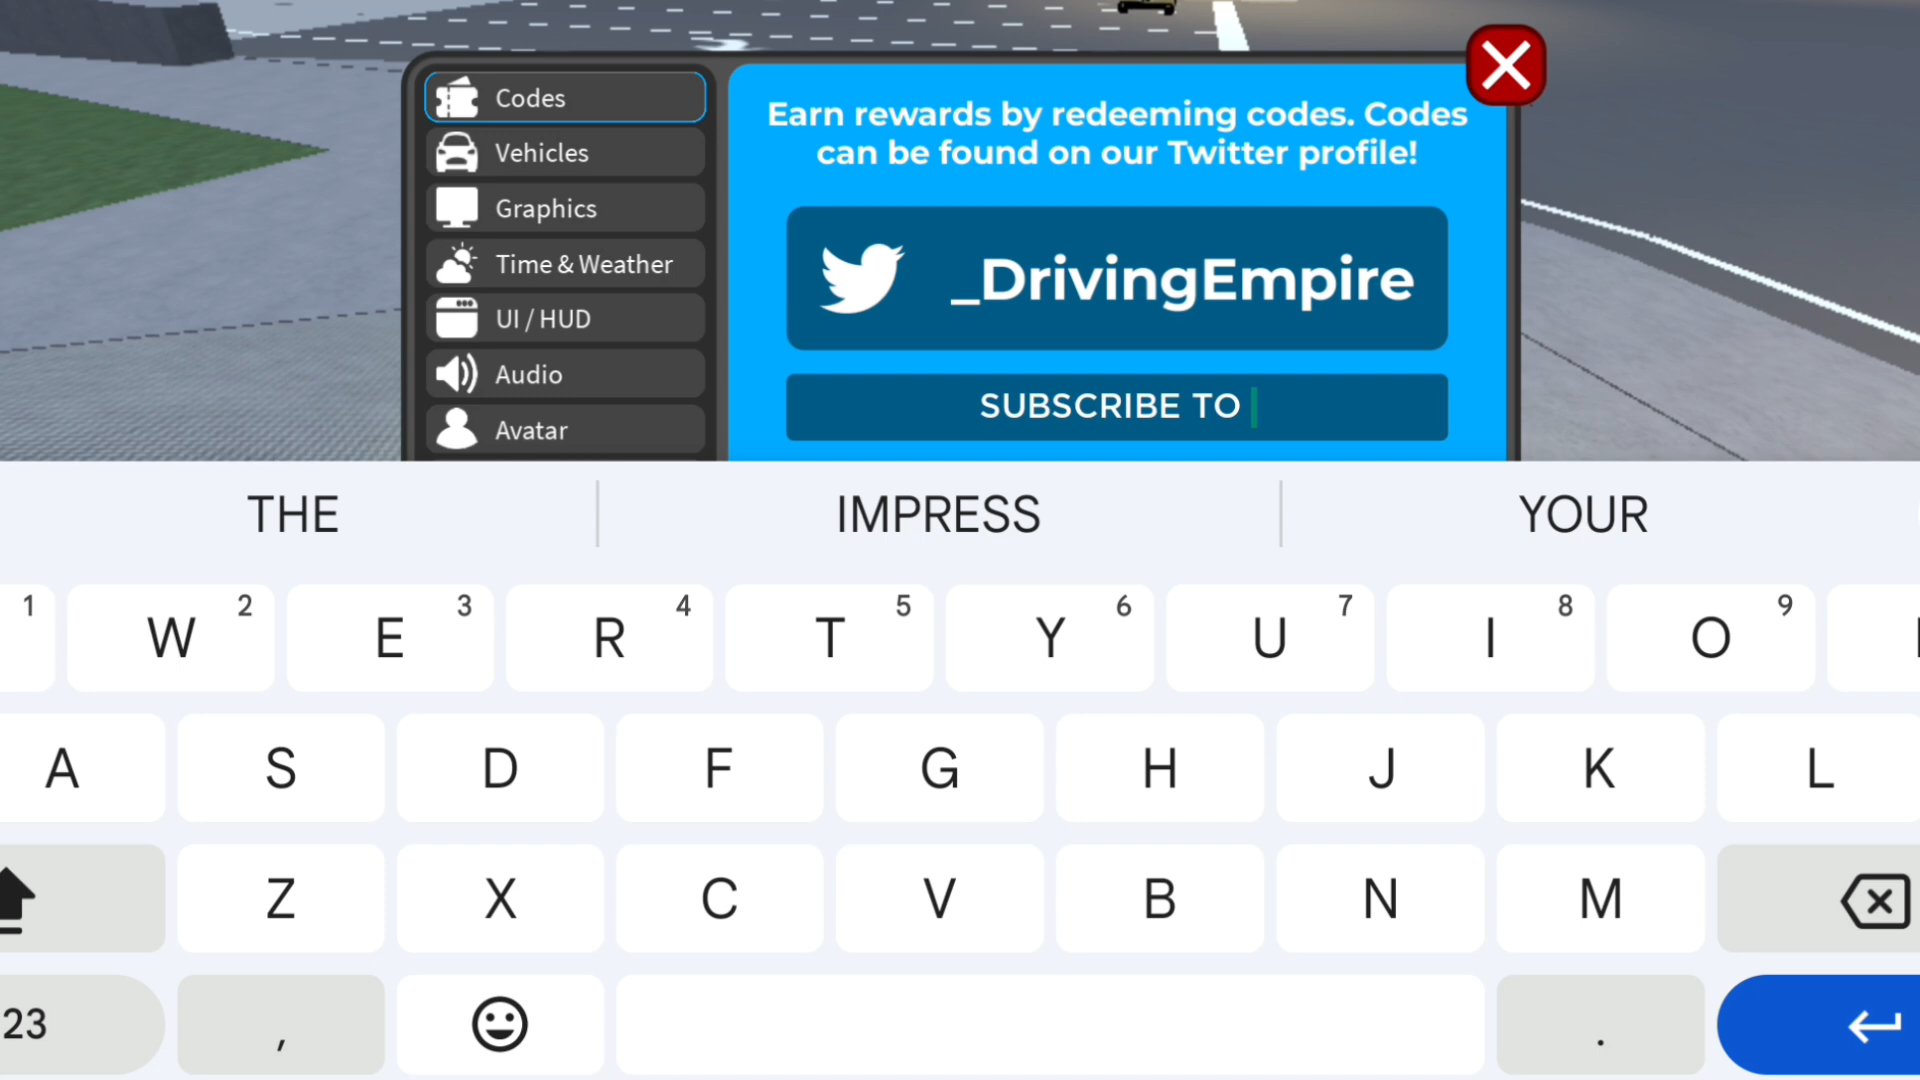 Codes
Vehicles
Graphics
Time & Weather
UI / HUD
Audio
Avatar
Earn rewards by redeeming codes. Codes
can be found on our Twitter profile!
_DrivingEmpire
SUBSCRIBE TO
THE IMPRESS YOUR
1 2 3 4 5 6 7 8 9
W E R T Y U I O
A S D F G H J K L
Z X C V B N M
23 , .